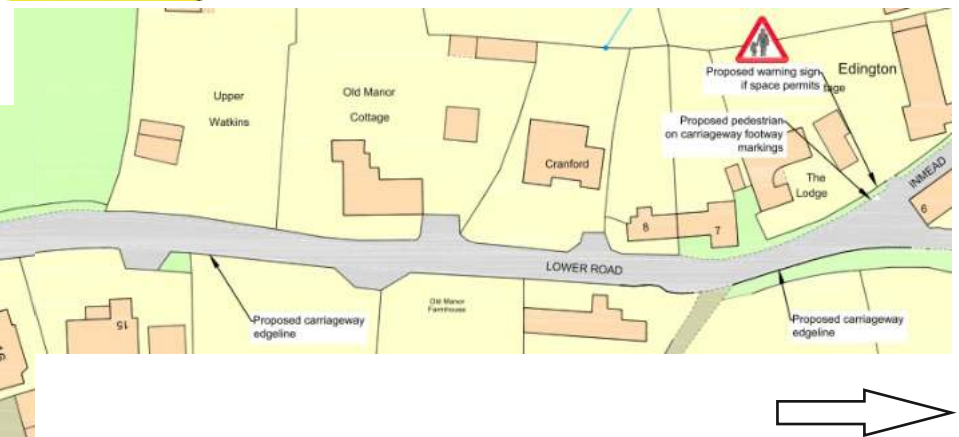 Upper
Watkins
Old Manor
Cottage
Cranford
Proposed warning sign
if space permits
Edington
Proposed pedestrian
on carriageway footway
markings
The
Lodge
INMEAD
6
8
7
LOWER ROAD
Old Manor
Farmhouse
15
Proposed carriageway
edgeline
Proposed carriageway
edgeline